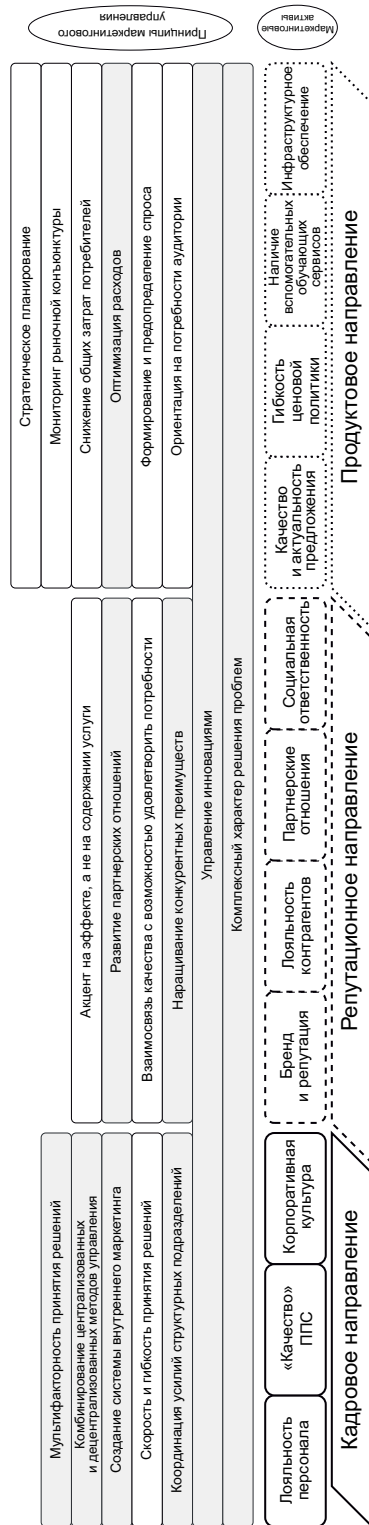 Принципы маркетингового
управления
Мультифакторность принятия решений
Комбинирование централизованных
и децентрализованных методов управления
Создание системы внутреннего маркетинга
Скорость и гибкость принятия решений
Координация усилий структурных подразделений
Акцент на эффекте, а не на содержании услуги
Развитие партнерских отношений
Взаимосвязь качества с возможностью удовлетворить потребности
Наращивание конкурентных преимуществ
Стратегическое планирование
Мониторинг рыночной конъюнктуры
Снижение общих затрат потребителей
Оптимизация расходов
Формирование и предопределение спроса
Ориентация на потребности аудитории
Управление инновациями
Комплексный характер решения проблем
Маркетинговые
активы
Лояльность
персонала
«Качество»
ППС
Корпоративная
культура
Бренд
и репутация
Лояльность
контрагентов
Партнерские
отношения
Социальная
ответственность
Качество
и актуальность
предложения
Гибкость
ценовой
политики
Наличие
вспомогательных
обучающих
сервисов
Инфраструктурное
обеспечение
Кадровое направление
Репутационное направление
Продуктовое направление